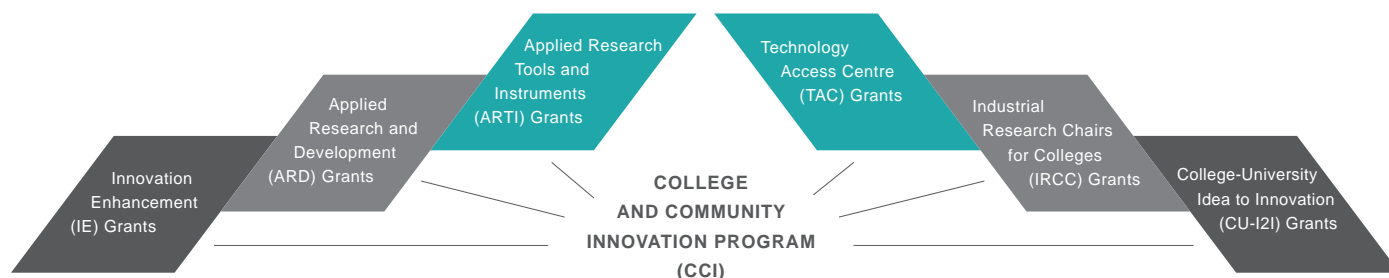 Applied Research
Tools and
Instruments
(ARTI) Grants
Technology
Access Centre
(TAC) Grants
Applied
Research and
Development
(ARD) Grants
Industrial
Research Chairs
for Colleges
(IRCC) Grants
Innovation
Enhancement
(IE) Grants
College-University
Idea to Innovation
(CU-I2I) Grants
COLLEGE
AND COMMUNITY
INNOVATION PROGRAM
(CCI)